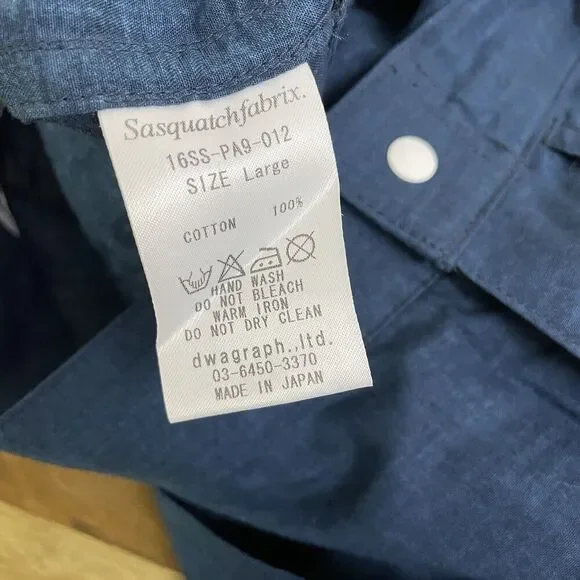 Sasquatchfabrix.
16SS-PA9-012
SIZE Large
COTTON 100%
HAND WASH
DO NOT BLEACH
WARM IRON
DO NOT DRY CLEAN
dwagraph.,ltd.
03-6450-3370
MADE IN JAPAN